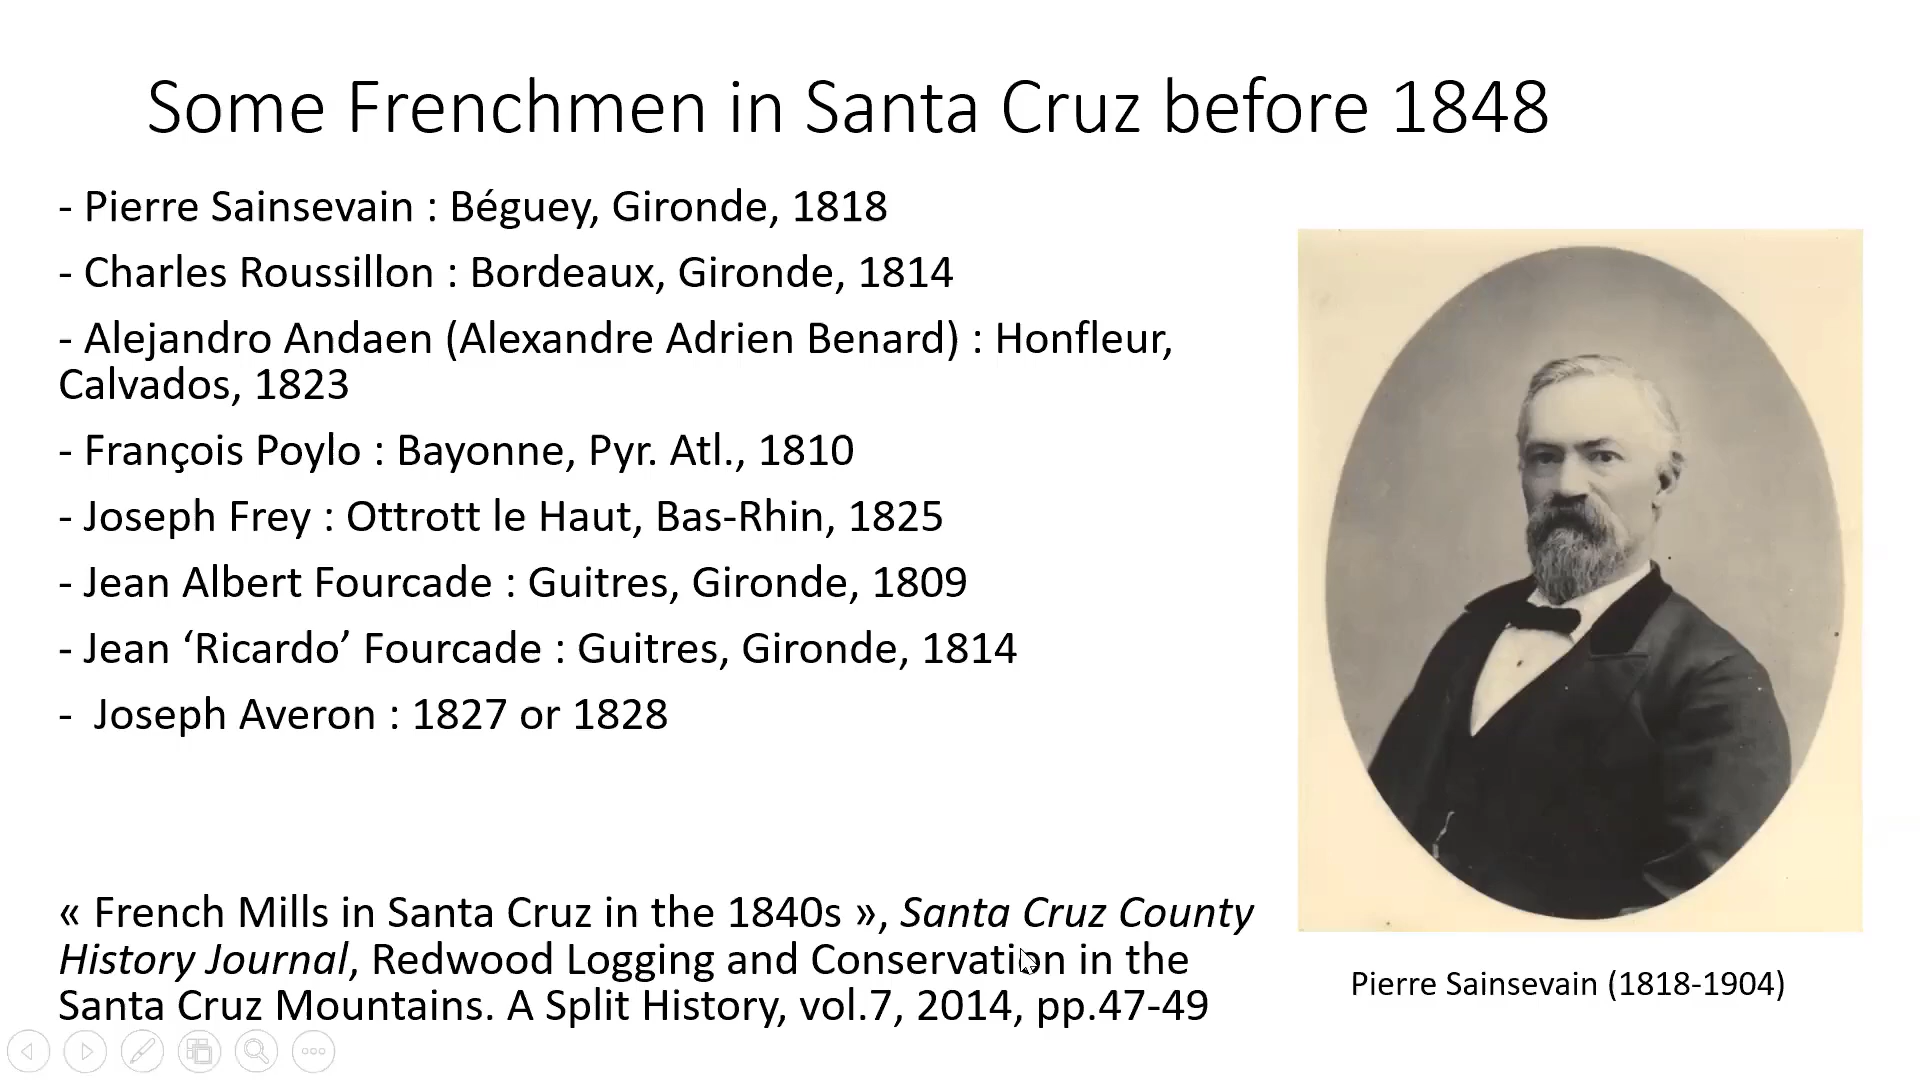 Some Frenchmen in Santa Cruz before 1848
- Pierre Sainsevain : Béguey, Gironde, 1818
- Charles Roussillon : Bordeaux, Gironde, 1814
- Alejandro Andaen (Alexandre Adrien Benard) : Honfleur,
Calvados, 1823
- François Poylo : Bayonne, Pyr. Atl., 1810
- Joseph Frey : Ottrott le Haut, Bas-Rhin, 1825
- Jean Albert Fourcade : Guitres, Gironde, 1809
- Jean ‘Ricardo’ Fourcade : Guitres, Gironde, 1814
- Joseph Averon : 1827 or 1828
« French Mills in Santa Cruz in the 1840s », Santa Cruz County
History Journal, Redwood Logging and Conservation in the
Santa Cruz Mountains. A Split History, vol.7, 2014, pp.47-49
Pierre Sainsevain (1818-1904)